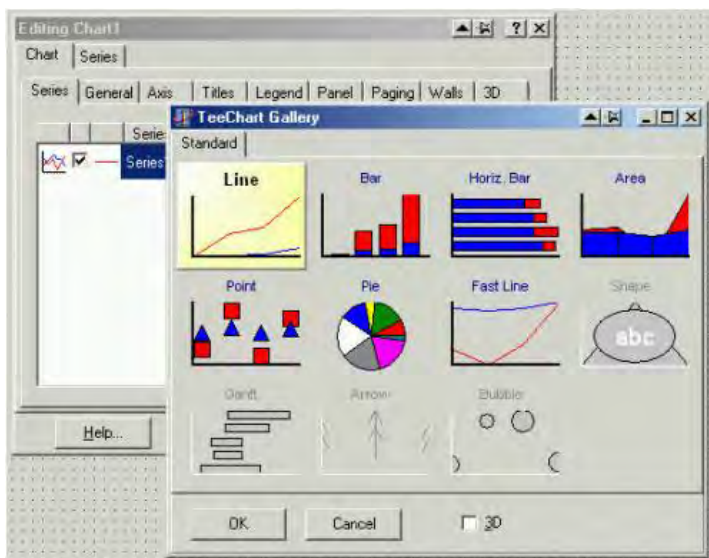 Editing Chart1
Chart Series
Series General Axis Titles Legend Panel Paging Walls 3D
Serie
Series
TeeChart Gallery
Standard
Line Bar Horiz. Bar Area
Point Pie Fast Line Shape
abc
Gantt Arrow Bubble
Help...
OK Cancel 3D